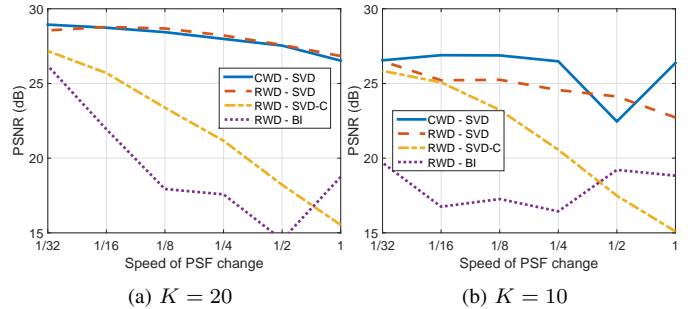 30
25
20
15
PSNR (dB)
CWD - SVD
RWD - SVD
RWD - SVD-C
RWD - BI
1/32
1/16
1/8
1/4
1/2
1
Speed of PSF change
(a) K = 20
30
25
20
15
PSNR (dB)
CWD - SVD
RWD - SVD
RWD - SVD-C
RWD - BI
1/32
1/16
1/8
1/4
1/2
1
Speed of PSF change
(b) K = 10